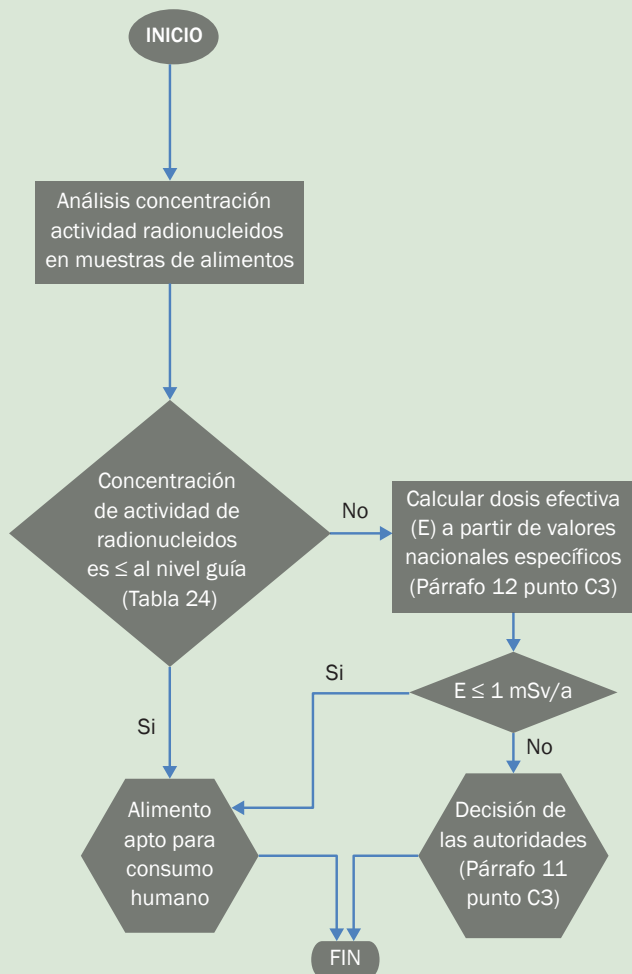 INICIO
Análisis concentración
actividad radionucleidos
en muestras de alimentos
Concentración
de actividad de
radionucleidos
es ≤ al nivel guía
(Tabla 24)
No
Calcular dosis efectiva
(E) a partir de valores
nacionales específicos
(Párrafo 12 punto C3)
Si
E ≤ 1 mSv/a
Si
No
Alimento
apto para
consumo
humano
Decisión de
las autoridades
(Párrafo 11
punto C3)
FIN